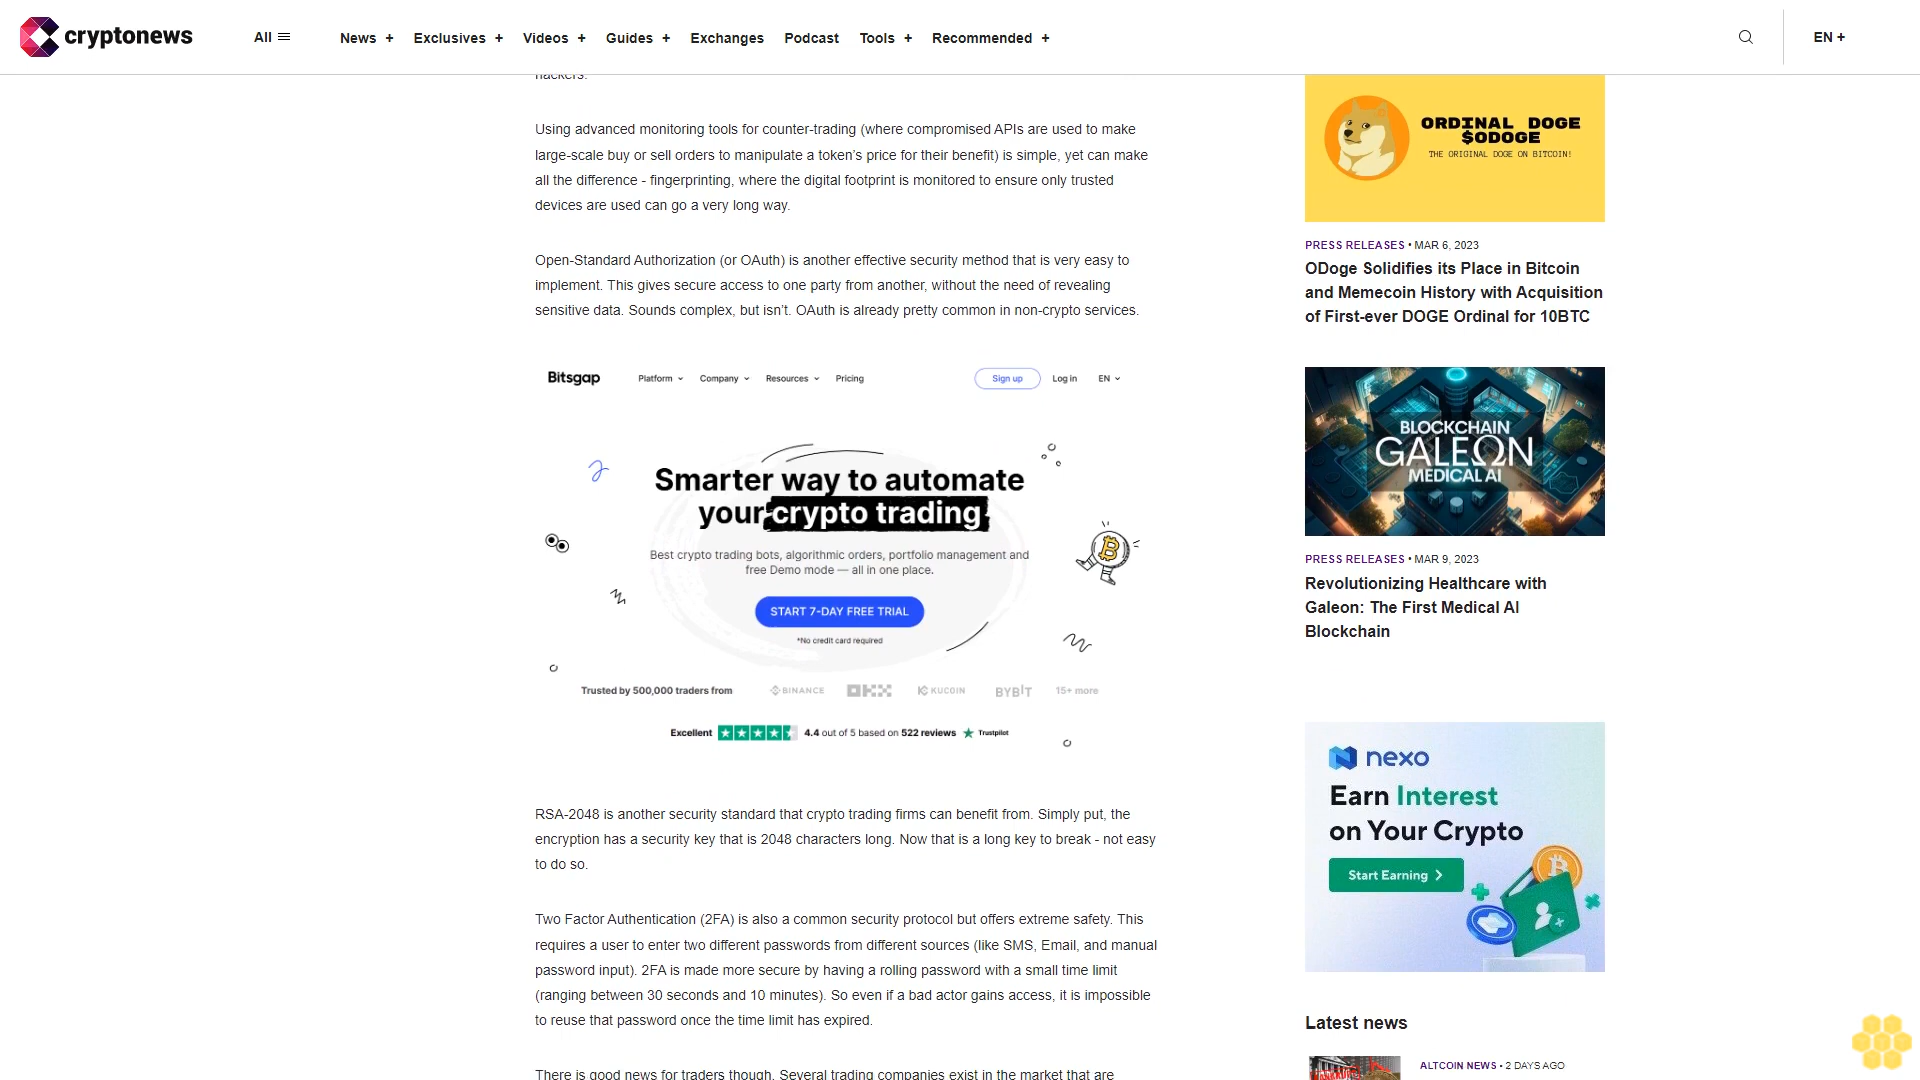 cryptonews
All
News +
Exclusives +
Videos +
Guides +
Exchanges
Podcast
Tools +
Recommended +
EN +
hackers.
Using advanced monitoring tools for counter-trading (where compromised APIs are used to make
large-scale buy or sell orders to manipulate a token's price for their benefit) is simple, yet can make
all the difference - fingerprinting, where the digital footprint is monitored to ensure only trusted
devices are used can go a very long way.
Open-Standard Authorization (or OAuth) is another effective security method that is very easy to
implement. This gives secure access to one party from another, without the need of revealing
sensitive data. Sounds complex, but isn't. OAuth is already pretty common in non-crypto services.
Bitsgap
Platform
Company
Resources
Pricing
Sign up
Log in
EN
Smarter way to automate
your crypto trading
Best crypto trading bots, algorithmic orders, portfolio management and
free Demo mode — all in one place.
START 7-DAY FREE TRIAL
*No credit card required
Trusted by 500,000 traders from
BINANCE
OKX
KUCOIN
BYBIT
15+ more
Excellent
4.4 out of 5 based on 522 reviews
Trustpilot
RSA-2048 is another security standard that crypto trading firms can benefit from. Simply put, the
encryption has a security key that is 2048 characters long. Now that is a long key to break - not easy
to do so.
Two Factor Authentication (2FA) is also a common security protocol but offers extreme safety. This
requires a user to enter two different passwords from different sources (like SMS, Email, and manual
password input). 2FA is made more secure by having a rolling password with a small time limit
(ranging between 30 seconds and 10 minutes). So even if a bad actor gains access, it is impossible
to reuse that password once the time limit has expired.
There is good news for traders though. Several trading companies exist in the market that are
ORDINAL DOGE
$ODOGE
THE ORIGINAL DOGE ON BITCOIN!
PRESS RELEASES • MAR 6, 2023
ODoge Solidifies its Place in Bitcoin
and Memecoin History with Acquisition
of First-ever DOGE Ordinal for 10BTC
BLOCKCHAIN
GALEON
MEDICAL AI
PRESS RELEASES • MAR 9, 2023
Revolutionizing Healthcare with
Galeon: The First Medical AI
Blockchain
nexo
Earn Interest
on Your Crypto
Start Earning
Latest news
ALTCOIN NEWS • 2 DAYS AGO